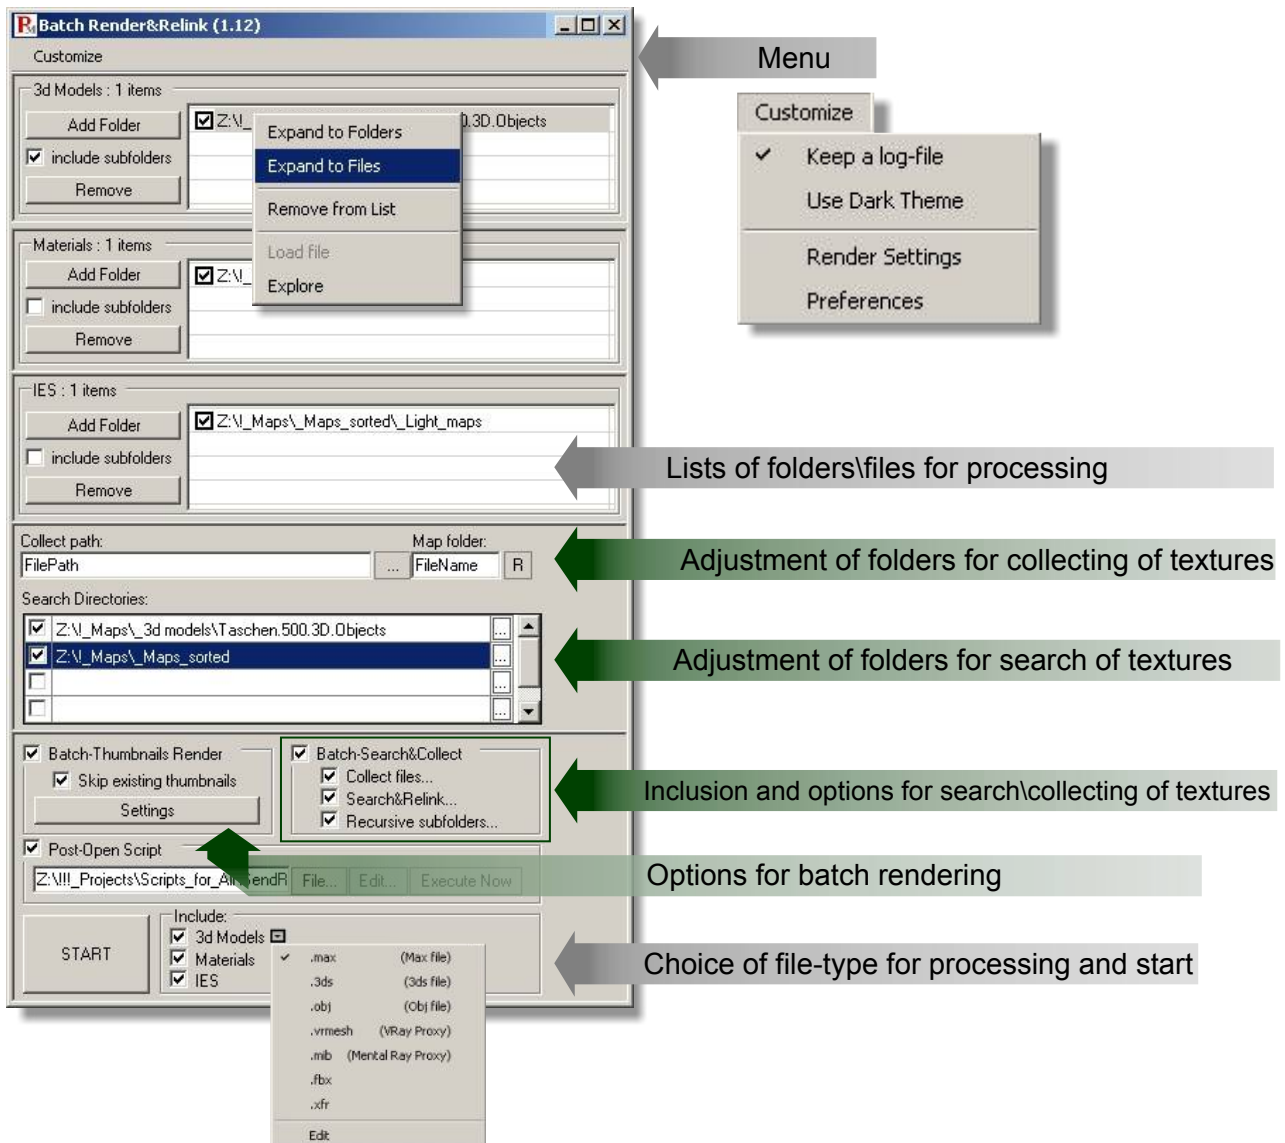 Batch Render&Relink (1.12)
Customize
3d Models : 1 items
Add Folder
include subfolders
Remove
Z:\!_
0.3D.Objects
Expand to Folders
Expand to Files
Remove from List
Load file
Explore
Materials : 1 items
Add Folder
include subfolders
Remove
Z:\!_
IES : 1 items
Add Folder
include subfolders
Remove
Z:\!_Maps\_Maps_sorted\_Light_maps
Collect path:
Map folder:
FilePath
...
FileName
R
Search Directories:
Z:\!_Maps\_3d models\Taschen.500.3D.Objects
...
Z:\!_Maps\_Maps_sorted
...
...
...
Batch-Thumbnails Render
Skip existing thumbnails
Settings
Batch-Search&Collect
Collect files...
Search&Relink...
Recursive subfolders...
Post-Open Script
Z:\!!!_Projects\Scripts_for_All\SendR
File...
Edit...
Execute Now
START
Include:
3d Models
Materials
IES
.max (Max file)
.3ds (3ds file)
.obj (Obj file)
.vrmesh (VRay Proxy)
.mib (Mental Ray Proxy)
.fbx
.xfr
Edit
Menu
Customize
Keep a log-file
Use Dark Theme
Render Settings
Preferences
Lists of folders\files for processing
Adjustment of folders for collecting of textures
Adjustment of folders for search of textures
Inclusion and options for search\collecting of textures
Options for batch rendering
Choice of file-type for processing and start